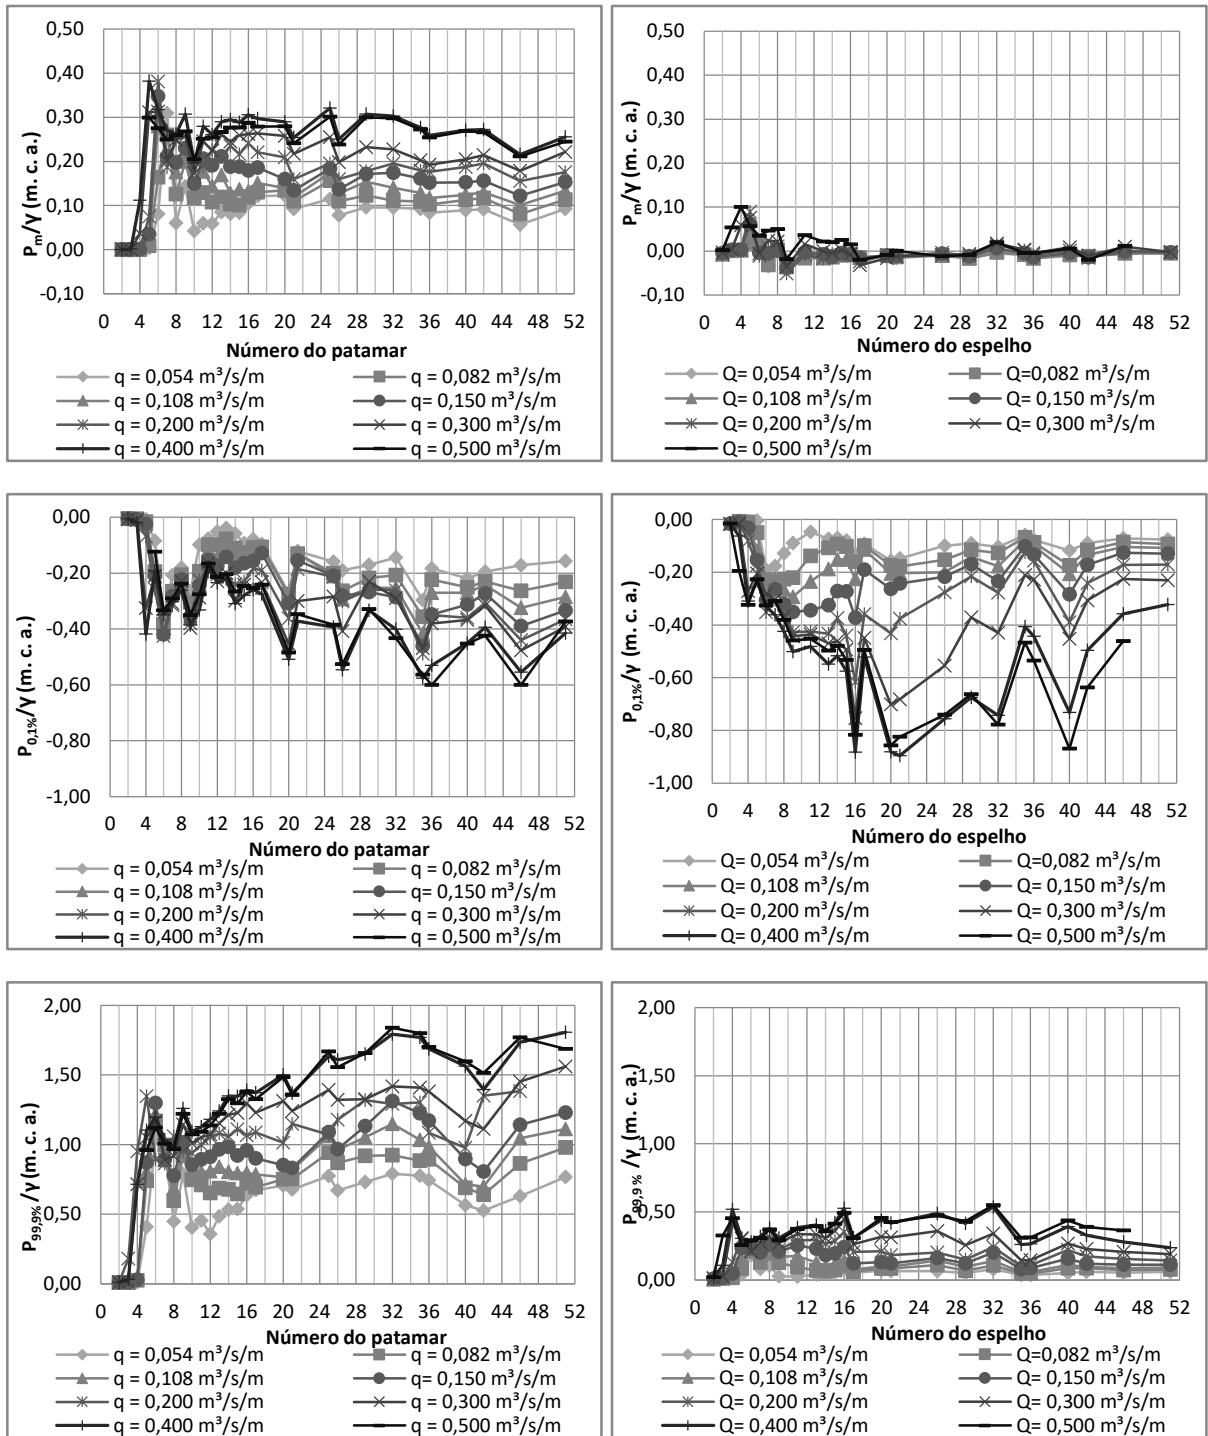 0,50
0,40
0,30
0,20
0,10
0,00
-0,10
P_m/γ (m. c. a.)
0 4 8 12 16 20 24 28 32 36 40 44 48 52
Número do patamar
q = 0,054 m³/s/m q = 0,082 m³/s/m
q = 0,108 m³/s/m q= 0,150 m³/s/m
q = 0,200 m³/s/m q = 0,300 m³/s/m
q = 0,400 m³/s/m q = 0,500 m³/s/m
0,50
0,40
0,30
0,20
0,10
0,00
-0,10
P_m/γ (m. c. a.)
0 4 8 12 16 20 24 28 32 36 40 44 48 52
Número do espelho
Q= 0,054 m³/s/m Q=0,082 m³/s/m
Q= 0,108 m³/s/m Q= 0,150 m³/s/m
Q= 0,200 m³/s/m Q= 0,300 m³/s/m
Q= 0,500 m³/s/m
0,00
-0,20
-0,40
-0,60
-0,80
-1,00
P_0,1%/γ (m. c. a.)
0 4 8 12 16 20 24 28 32 36 40 44 48 52
Número do patamar
q = 0,054 m³/s/m q = 0,082 m³/s/m
q = 0,108 m³/s/m q= 0,150 m³/s/m
q = 0,200 m³/s/m q = 0,300 m³/s/m
q = 0,400 m³/s/m q = 0,500 m³/s/m
0,00
-0,20
-0,40
-0,60
-0,80
-1,00
P_0,1%/γ (m. c. a.)
0 4 8 12 16 20 24 28 32 36 40 44 48 52
Número do espelho
Q= 0,054 m³/s/m Q=0,082 m³/s/m
Q= 0,108 m³/s/m Q= 0,150 m³/s/m
Q= 0,200 m³/s/m Q= 0,300 m³/s/m
Q= 0,400 m³/s/m Q= 0,500 m³/s/m
2,00
1,50
1,00
0,50
0,00
P_99,9%/γ (m. c. a.)
0 4 8 12 16 20 24 28 32 36 40 44 48 52
Número do patamar
q = 0,054 m³/s/m q = 0,082 m³/s/m
q = 0,108 m³/s/m q= 0,150 m³/s/m
q = 0,200 m³/s/m q = 0,300 m³/s/m
q = 0,400 m³/s/m q = 0,500 m³/s/m
2,00
1,50
1,00
0,50
0,00
P_99,9% /γ (m. c. a.)
0 4 8 12 16 20 24 28 32 36 40 44 48 52
Número do espelho
Q= 0,054 m³/s/m Q=0,082 m³/s/m
Q= 0,108 m³/s/m Q= 0,150 m³/s/m
Q= 0,200 m³/s/m Q= 0,300 m³/s/m
Q= 0,400 m³/s/m Q= 0,500 m³/s/m